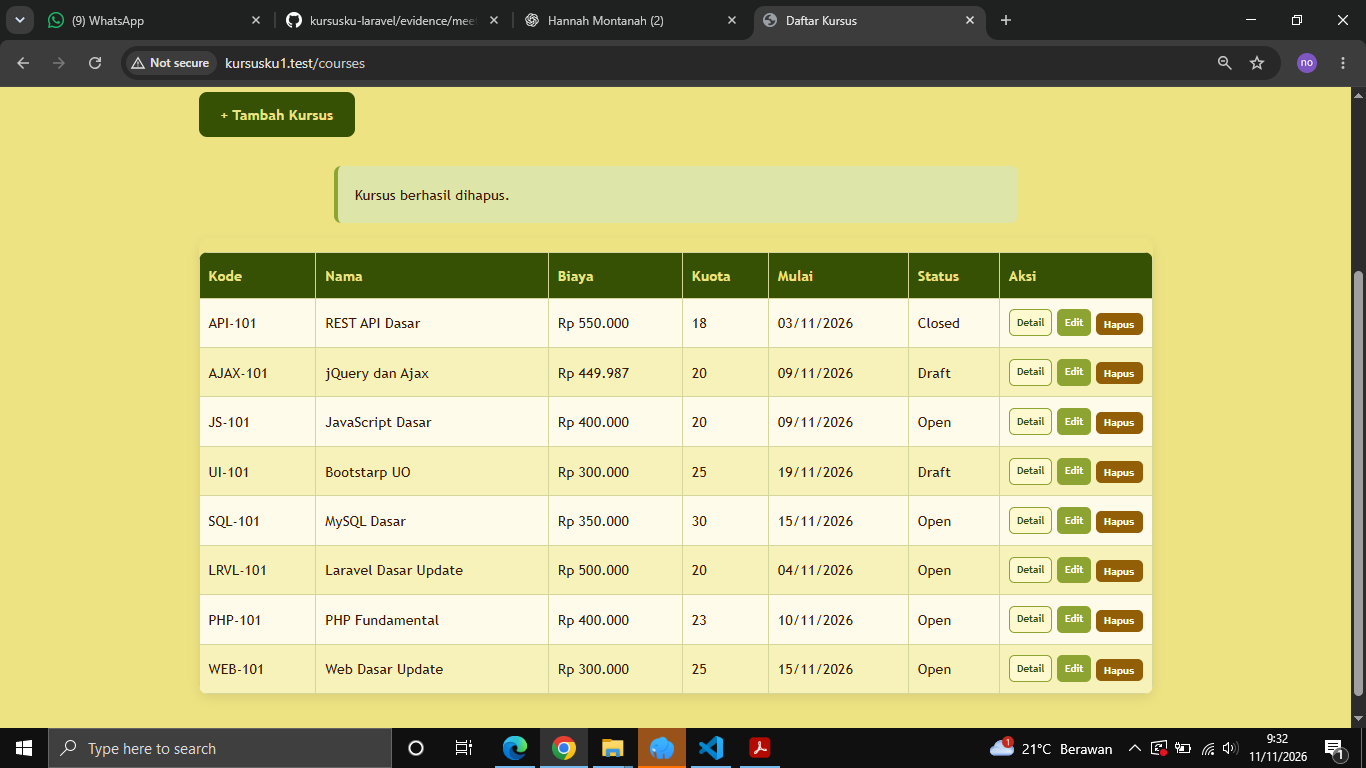 (9) WhatsApp
kursusku-laravel/evidence/mee
Hannah Montanah (2)
Daftar Kursus
Not secure
kursusku1.test/courses
no
+ Tambah Kursus
Kursus berhasil dihapus.
Kode Nama Biaya Kuota Mulai Status Aksi
API-101 REST API Dasar Rp 550.000 18 03/11/2026 Closed Detail Edit Hapus
AJAX-101 jQuery dan Ajax Rp 449.987 20 09/11/2026 Draft Detail Edit Hapus
JS-101 JavaScript Dasar Rp 400.000 20 09/11/2026 Open Detail Edit Hapus
UI-101 Bootstarp UO Rp 300.000 25 19/11/2026 Draft Detail Edit Hapus
SQL-101 MySQL Dasar Rp 350.000 30 15/11/2026 Open Detail Edit Hapus
LRVL-101 Laravel Dasar Update Rp 500.000 20 04/11/2026 Open Detail Edit Hapus
PHP-101 PHP Fundamental Rp 400.000 23 10/11/2026 Open Detail Edit Hapus
WEB-101 Web Dasar Update Rp 300.000 25 15/11/2026 Open Detail Edit Hapus
Type here to search
1
21°C Berawan
9:32
11/11/2026
1